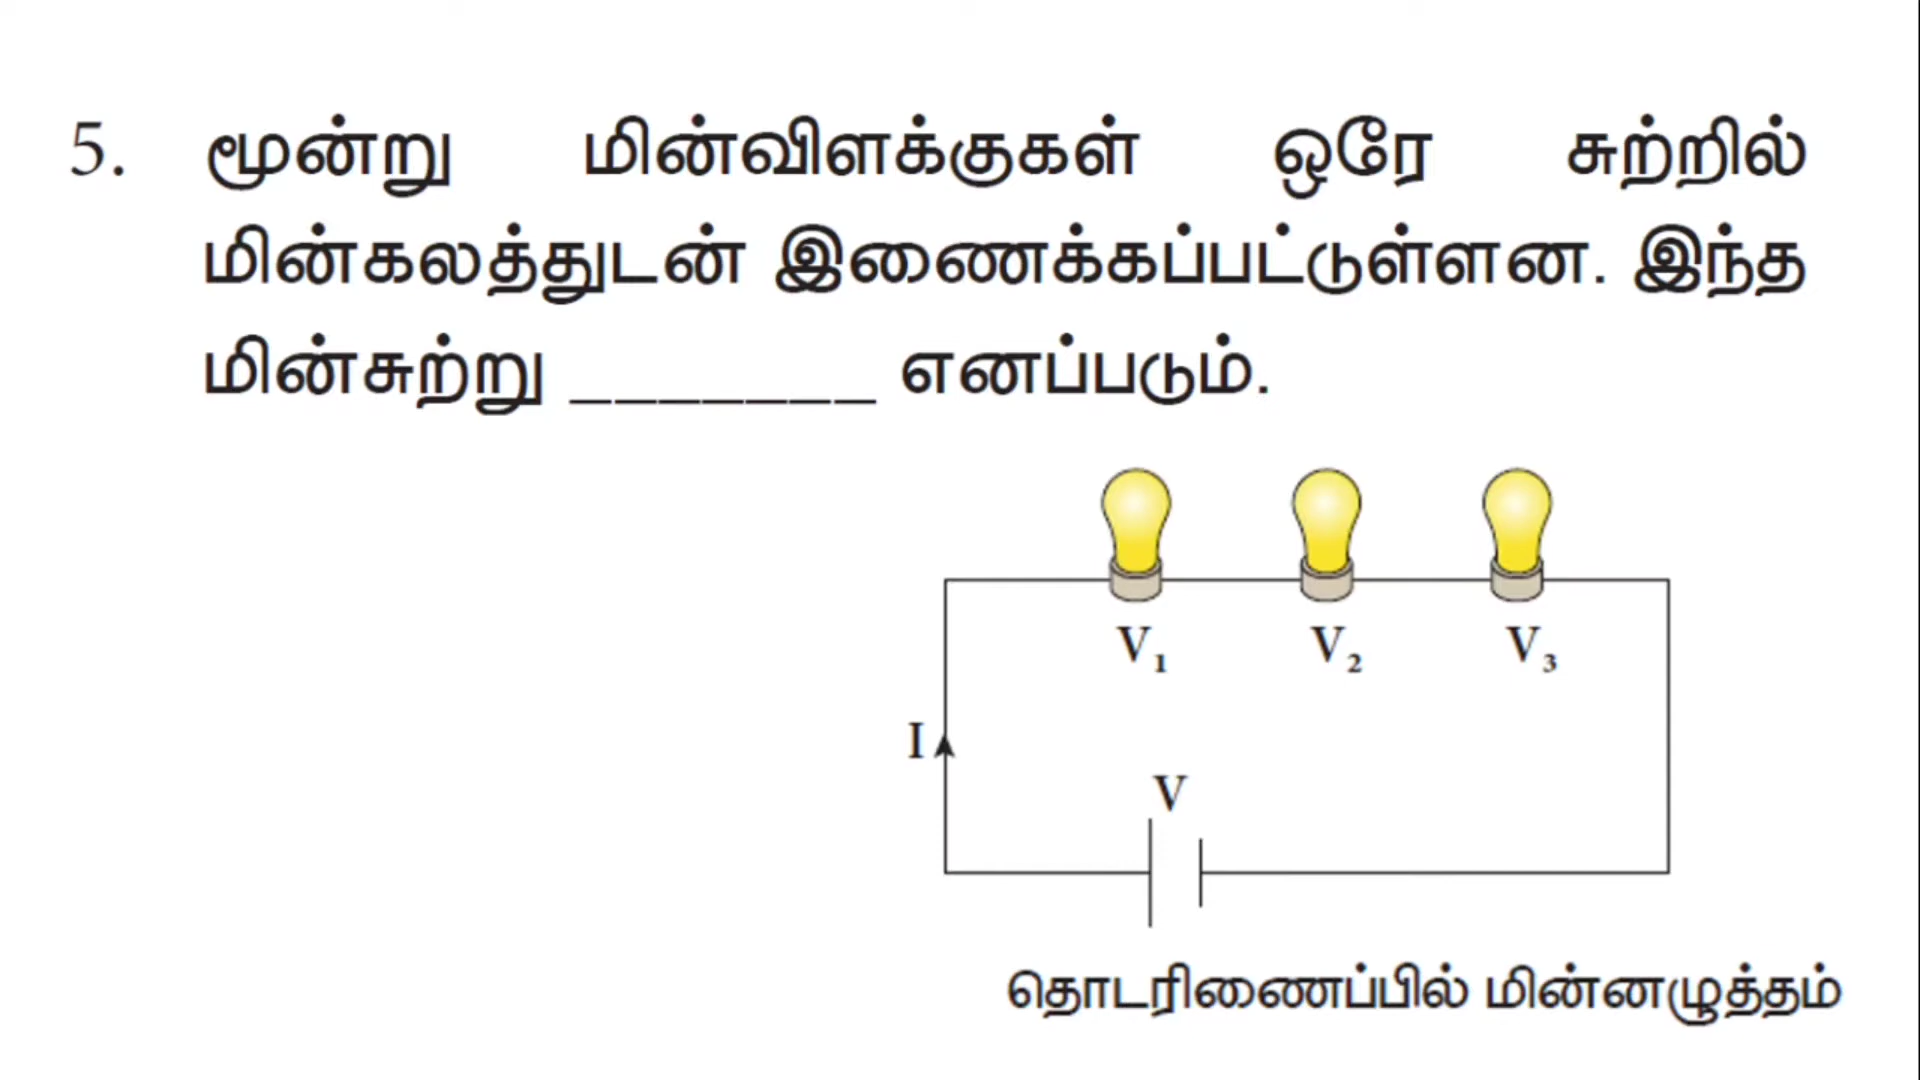 5. மூன்று மின்விளக்குகள் ஒரே சுற்றில்
மின்கலத்துடன் இணைக்கப்பட்டுள்ளன. இந்த
மின்சுற்று _______ எனப்படும்.
V₁ V₂ V₃
I
V
தொடரிணைப்பில் மின்னழுத்தம்